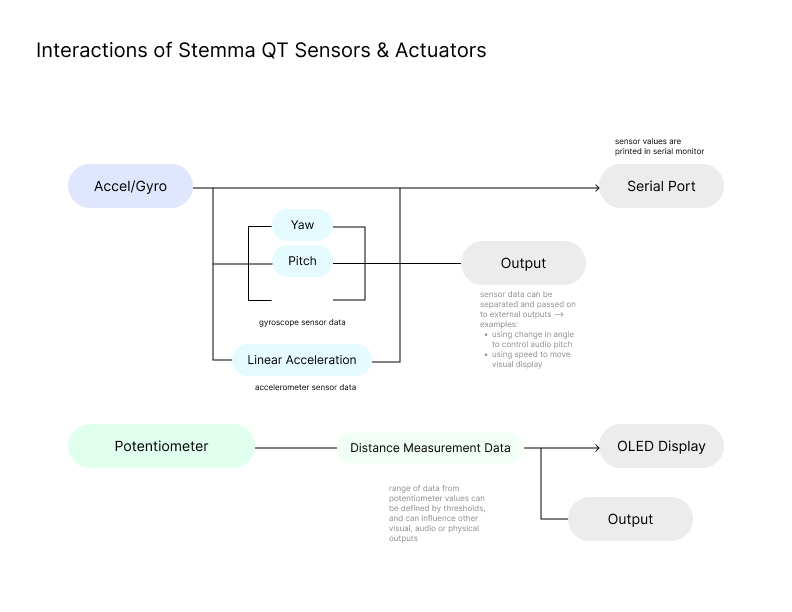 Interactions of Stemma QT Sensors & Actuators
sensor values are
printed in serial monitor
Accel/Gyro
Serial Port
Yaw
Pitch
Output
sensor data can be
separated and passed on
to external outputs →
examples:
• using change in angle
to control audio pitch
• using speed to move
visual display
gyroscope sensor data
Linear Acceleration
accelerometer sensor data
Potentiometer
Distance Measurement Data
OLED Display
range of data from
potentiometer values can
be defined by thresholds,
and can influence other
visual, audio or physical
outputs
Output